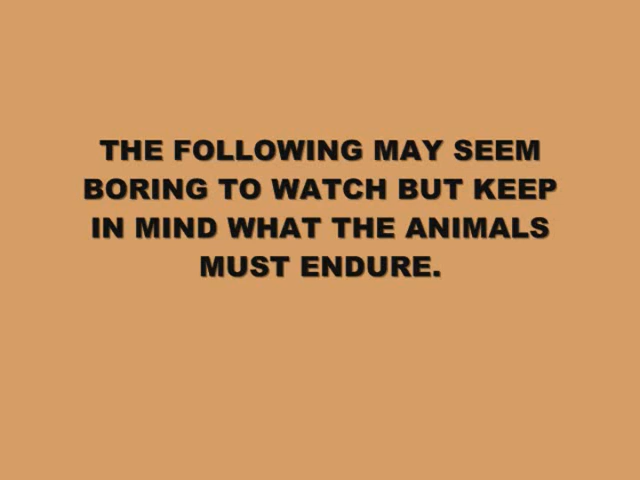 THE FOLLOWING MAY SEEM
BORING TO WATCH BUT KEEP
IN MIND WHAT THE ANIMALS
MUST ENDURE.